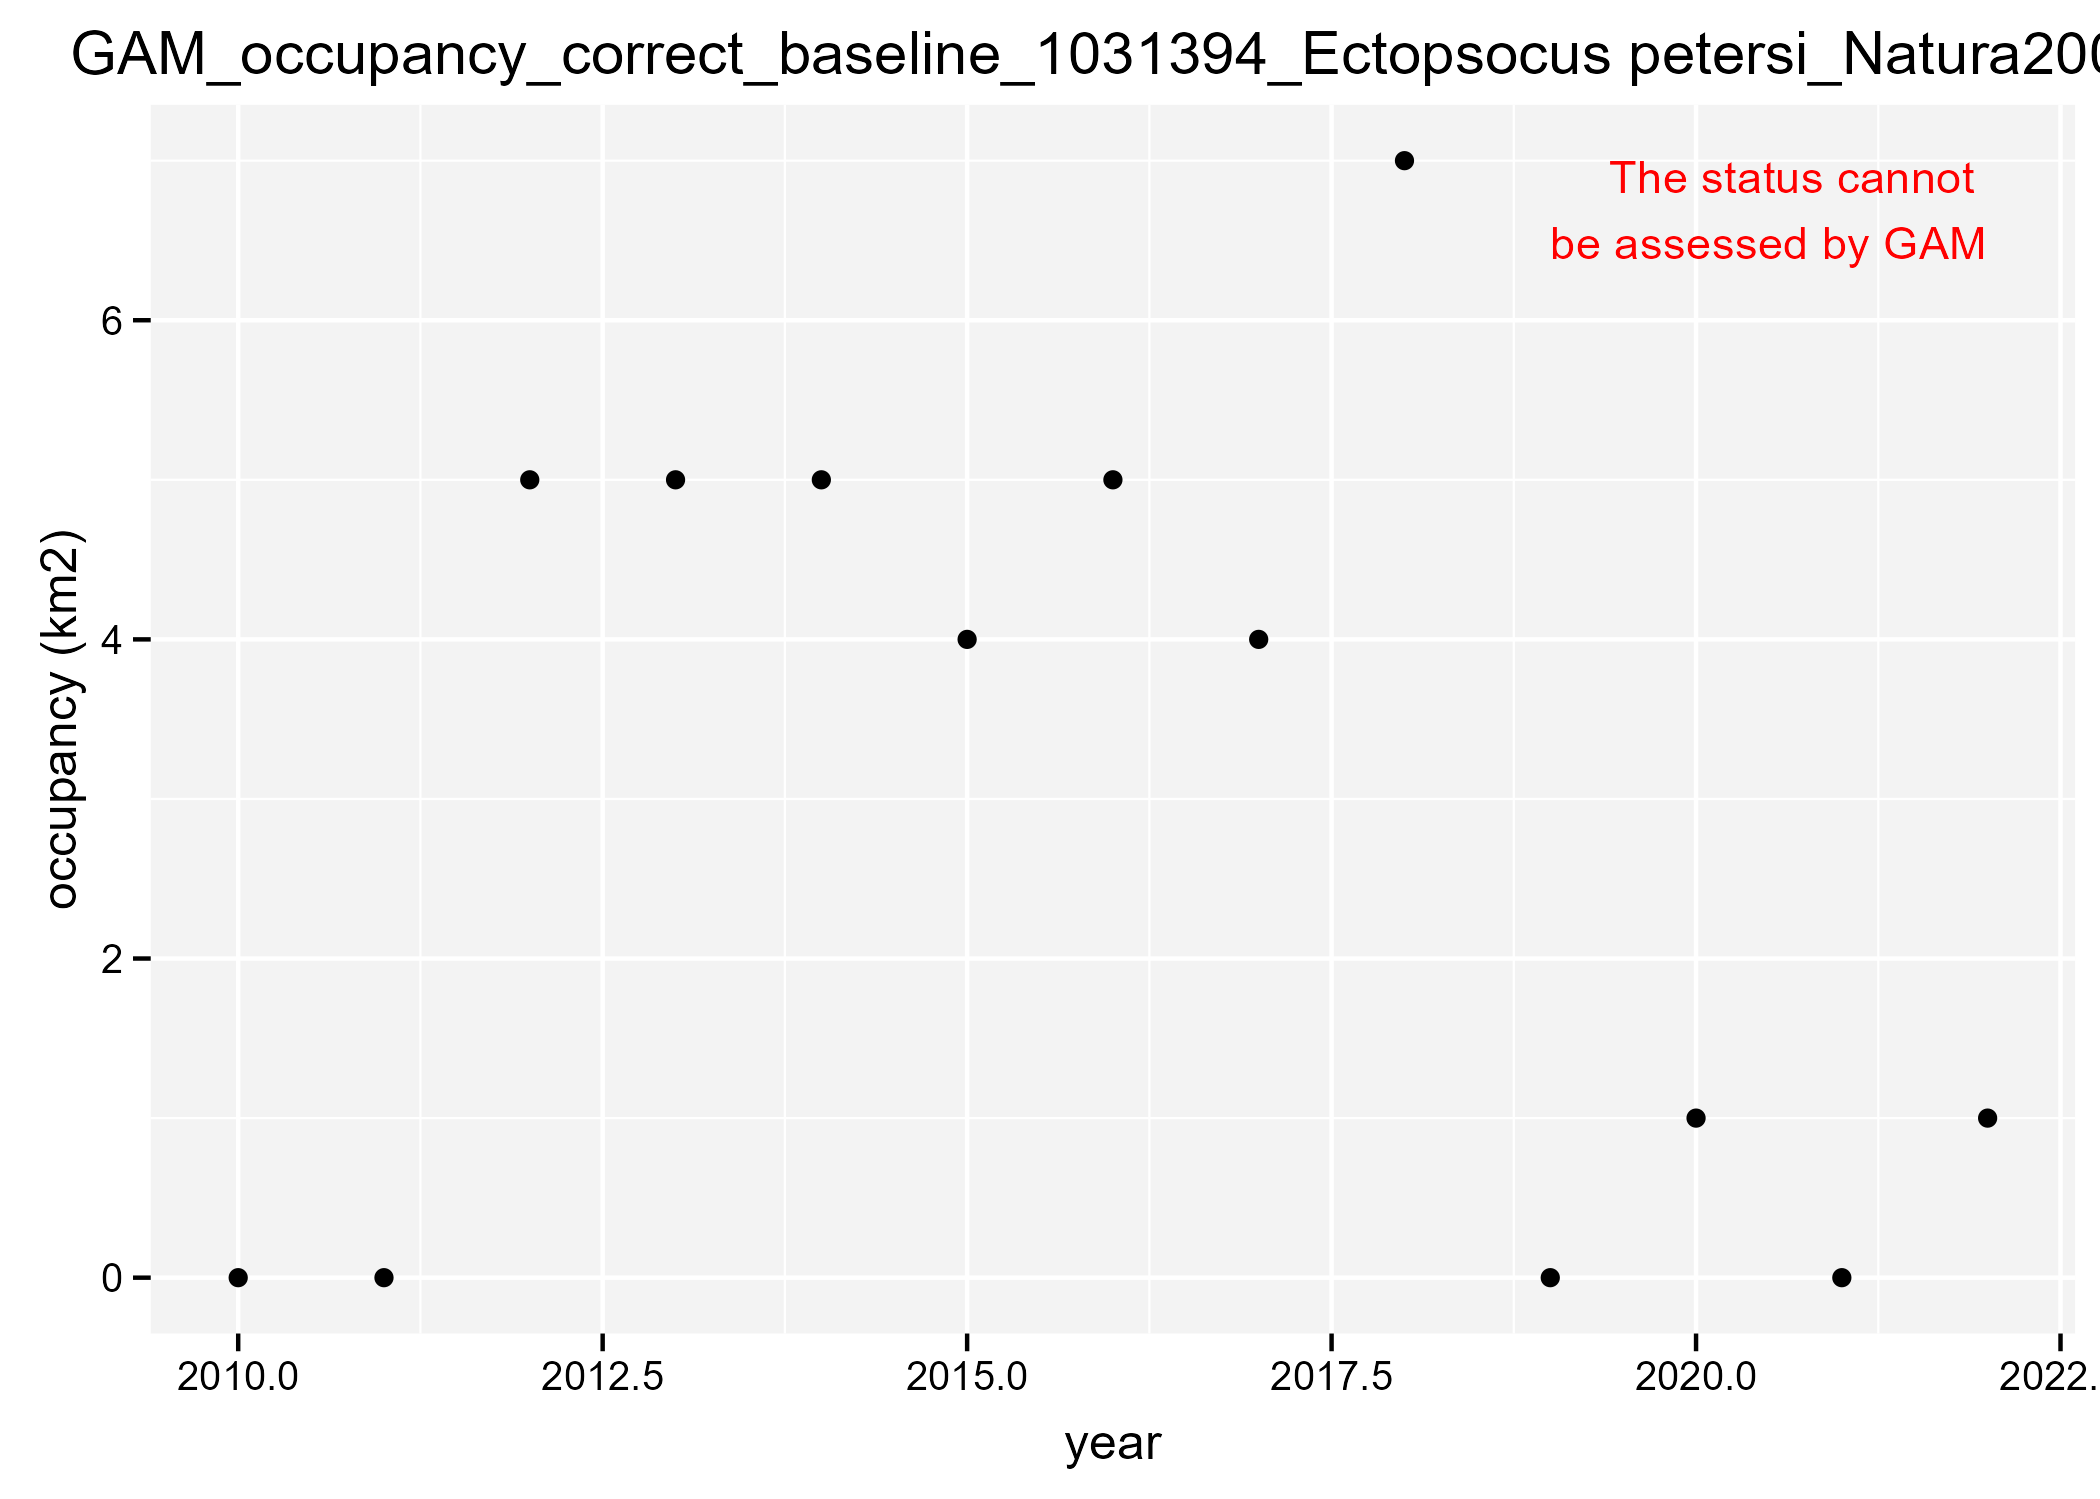 GAM_occupancy_correct_baseline_1031394_Ectopsocus petersi_Natura200
The status cannot
be assessed by GAM
occupancy (km2)
6
4
2
0
2010.0
2012.5
2015.0
2017.5
2020.0
2022.
year